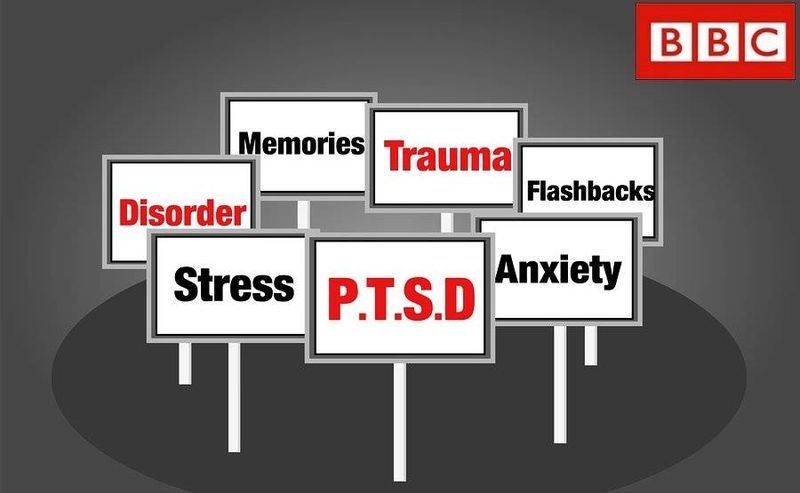 BBC
Memories
Trauma
Flashbacks
Disorder
Stress
P.T.S.D
Anxiety